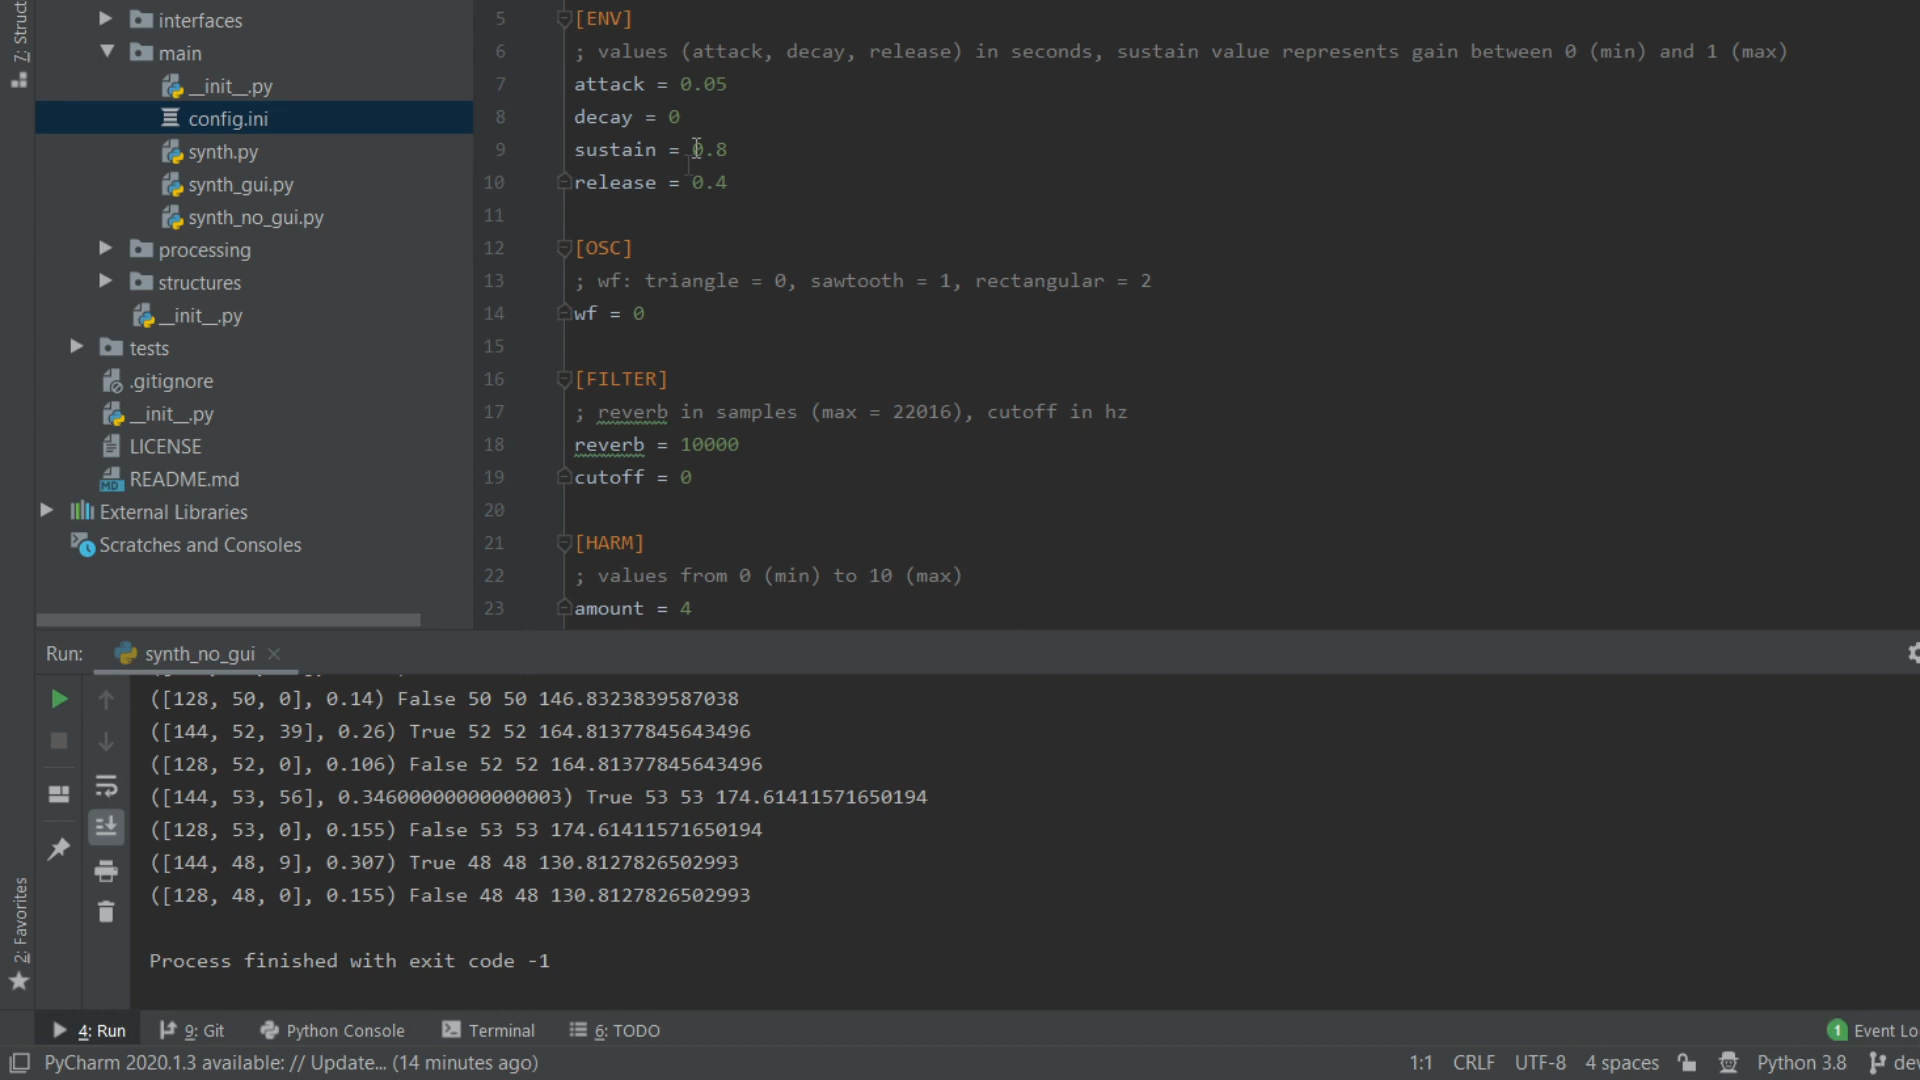 7: Struct
interfaces
main
__init__.py
config.ini
synth.py
synth_gui.py
synth_no_gui.py
processing
structures
__init__.py
tests
.gitignore
__init__.py
LICENSE
README.md
External Libraries
Scratches and Consoles
5 [ENV]
6 ; values (attack, decay, release) in seconds, sustain value represents gain between 0 (min) and 1 (max)
7 attack = 0.05
8 decay = 0
9 sustain = 0.8
10 release = 0.4
11
12 [OSC]
13 ; wf: triangle = 0, sawtooth = 1, rectangular = 2
14 wf = 0
15
16 [FILTER]
17 ; reverb in samples (max = 22016), cutoff in hz
18 reverb = 10000
19 cutoff = 0
20
21 [HARM]
22 ; values from 0 (min) to 10 (max)
23 amount = 4
Run: synth_no_gui
([128, 50, 0], 0.14) False 50 50 146.8323839587038
([144, 52, 39], 0.26) True 52 52 164.81377845643496
([128, 52, 0], 0.106) False 52 52 164.81377845643496
([144, 53, 56], 0.34600000000000003) True 53 53 174.61411571650194
([128, 53, 0], 0.155) False 53 53 174.61411571650194
([144, 48, 9], 0.307) True 48 48 130.8127826502993
([128, 48, 0], 0.155) False 48 48 130.8127826502993
Process finished with exit code -1
2: Favorites
4: Run 9: Git Python Console Terminal 6: TODO 1 Event Lo
PyCharm 2020.1.3 available: // Update... (14 minutes ago) 1:1 CRLF UTF-8 4 spaces Python 3.8 dev